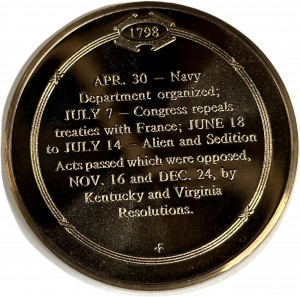 1798
APR. 30 — Navy
Department organized;
JULY 7 — Congress repeals
treaties with France; JUNE 18
to JULY 14 — Alien and Sedition
Acts passed which were opposed,
NOV. 16 and DEC. 24, by
Kentucky and Virginia
Resolutions.